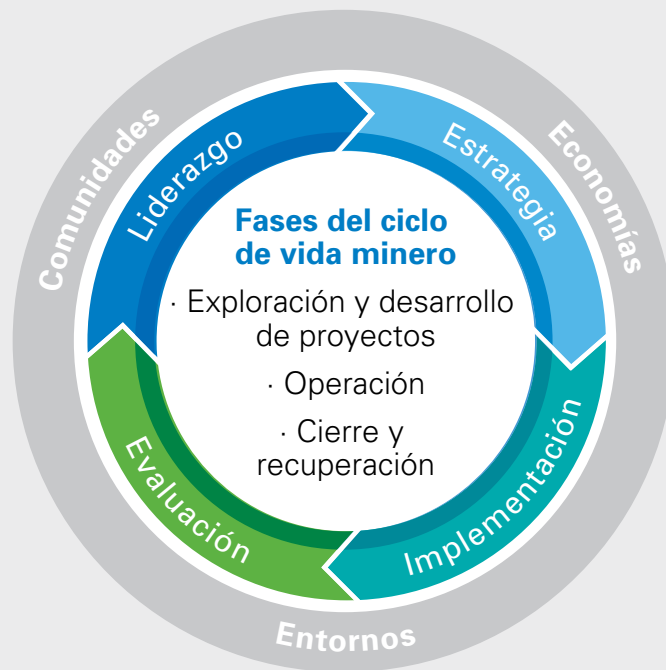 Comunidades
Economías
Entornos
Liderazgo
Estrategia
Implementación
Evaluación
Fases del ciclo
de vida minero
· Exploración y desarrollo
de proyectos
· Operación
· Cierre y
recuperación